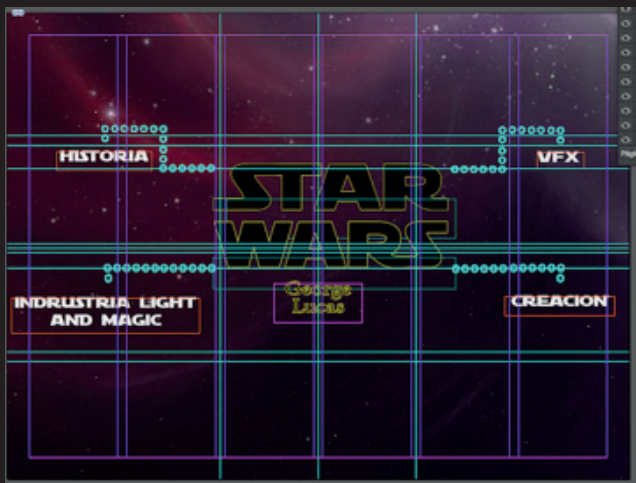 HISTORIA
VFX
STAR
WARS
George
Lucas
INDRUSTRIA LIGHT
AND MAGIC
CREACION